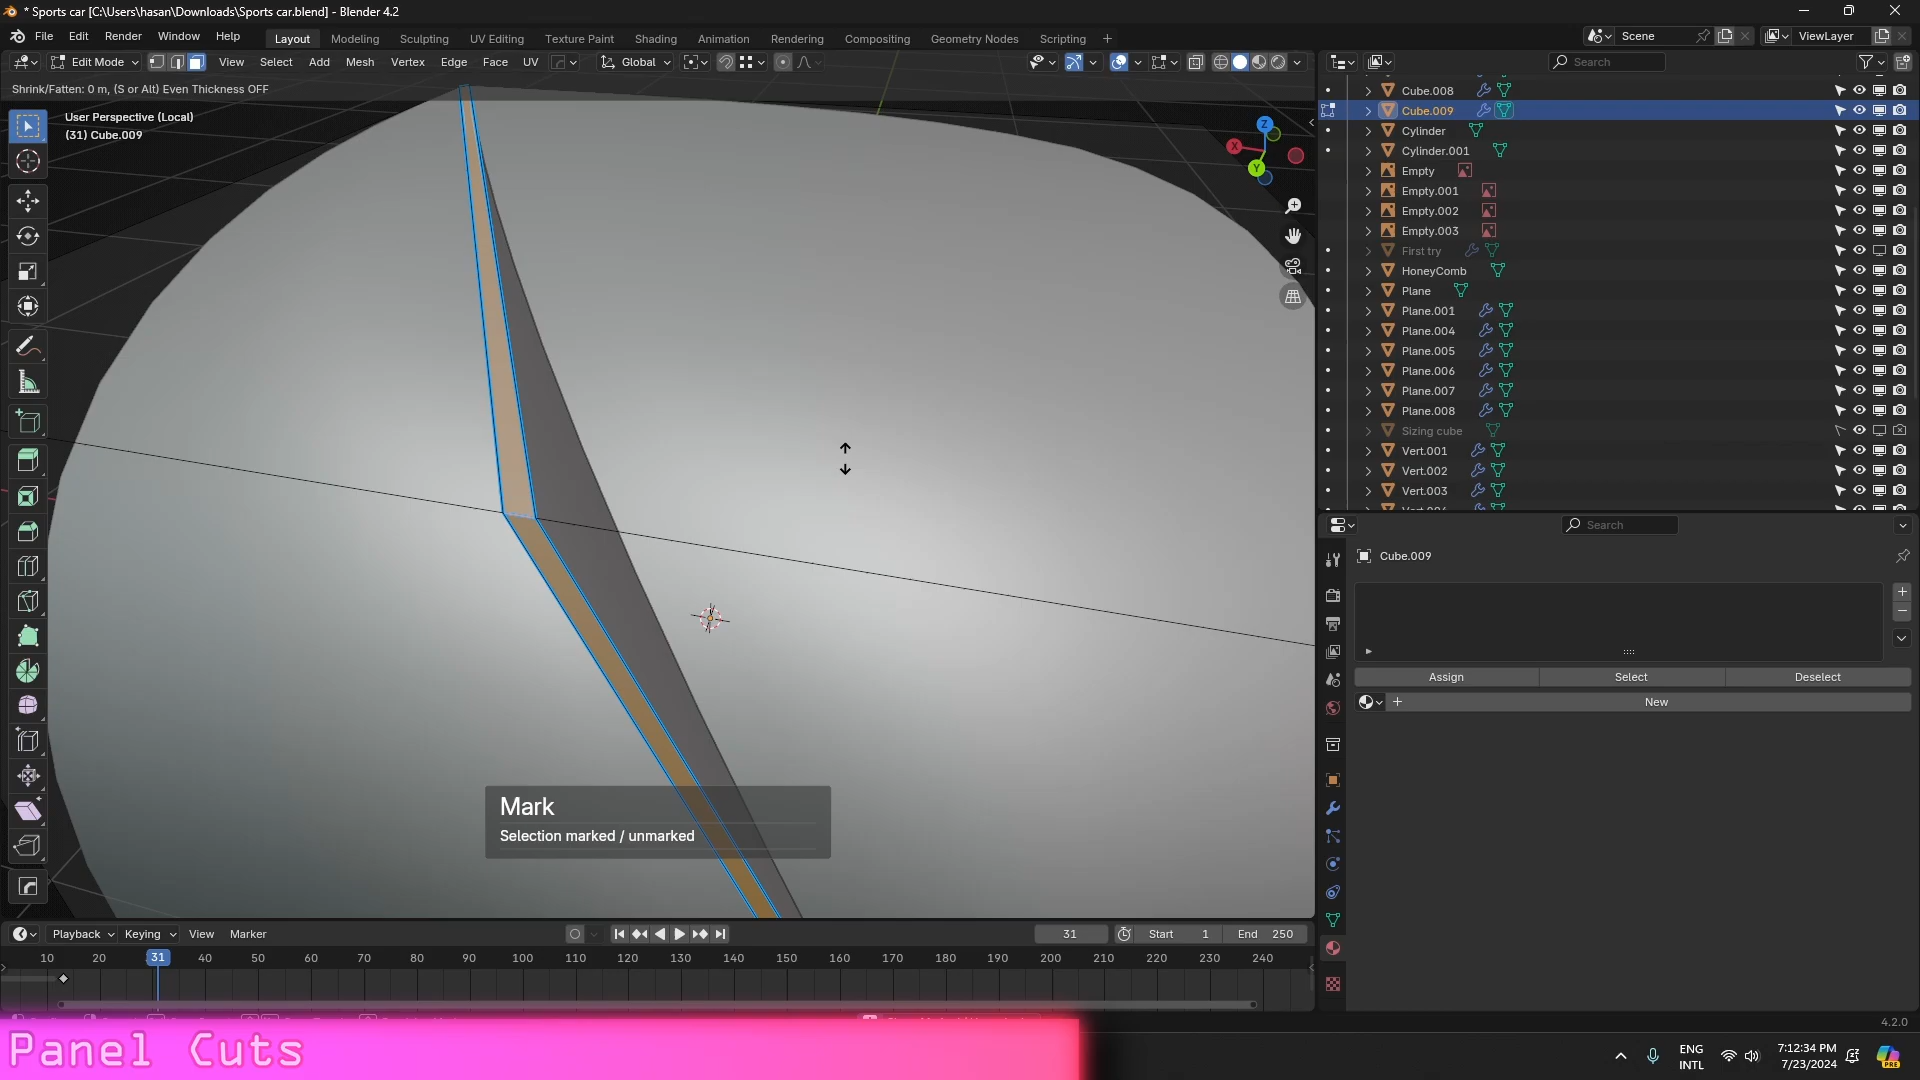 * Sports car [C:\Users\hasan\Downloads\Sports car.blend] - Blender 4.2
File Edit Render Window Help
Layout Modeling Sculpting UV Editing Texture Paint Shading Animation Rendering Compositing Geometry Nodes Scripting +
Scene
ViewLayer
Edit Mode View Select Add Mesh Vertex Edge Face UV Global
Search
Shrink/Fatten: 0 m, (S or Alt) Even Thickness OFF
User Perspective (Local)
(31) Cube.009
Z
X
Y
Cube.008
Cube.009
Cylinder
Cylinder.001
Empty
Empty.001
Empty.002
Empty.003
First try
HoneyComb
Plane
Plane.001
Plane.004
Plane.005
Plane.006
Plane.007
Plane.008
Sizing cube
Vert.001
Vert.002
Vert.003
Search
Cube.009
Assign Select Deselect
New
Mark
Selection marked / unmarked
Playback Keying View Marker
31 Start 1 End 250
10 20 31 40 50 60 70 80 90 100 110 120 130 140 150 160 170 180 190 200 210 220 230 240
4.2.0
Panel Cuts
ENG
INTL
7:12:34 PM
7/23/2024
PRE